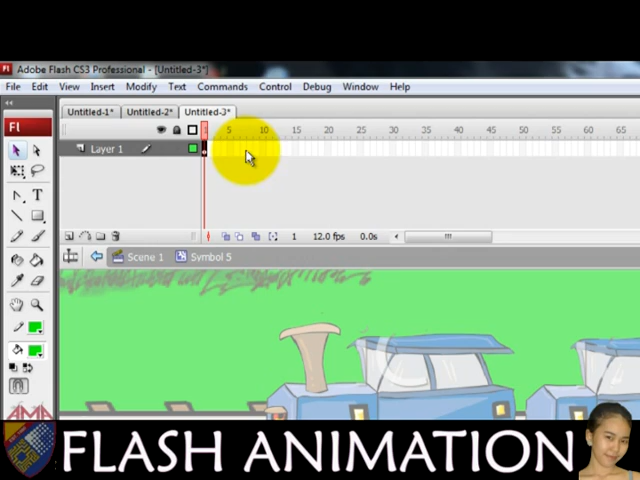 Fl Adobe Flash CS3 Professional - [Untitled-3*]
File Edit View Insert Modify Text Commands Control Debug Window Help
Untitled-1* Untitled-2* Untitled-3*
Fl
5 10 15 20 25 30 35 40 45 50 55 60 65
Layer 1
1 12.0 fps 0.0s
Scene 1 Symbol 5
T
AMA
FLASH ANIMATION